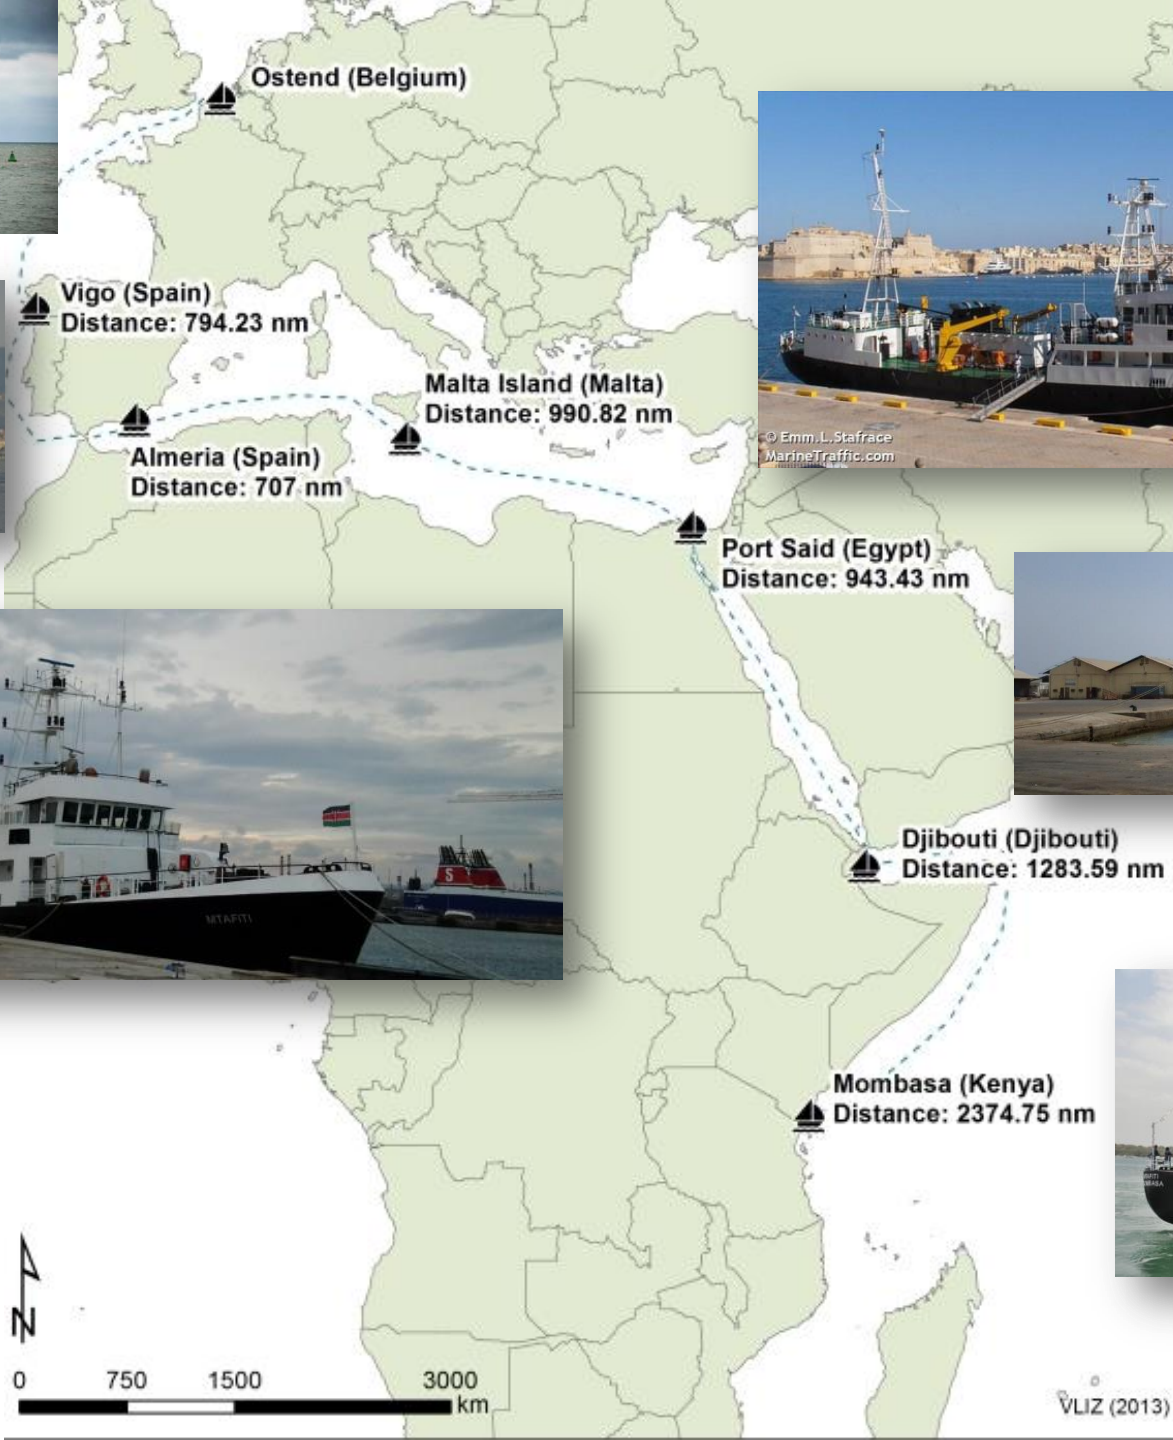 Ostend (Belgium)
Vigo (Spain)
Distance: 794.23 nm
Malta Island (Malta)
Distance: 990.82 nm
© Emm.L.Stafrace
MarineTraffic.com
Almeria (Spain)
Distance: 707 nm
Port Said (Egypt)
Distance: 943.43 nm
Djibouti (Djibouti)
Distance: 1283.59 nm
S
MTAFITI
Mombasa (Kenya)
Distance: 2374.75 nm
N
0 750 1500 3000
km
VLIZ (2013)